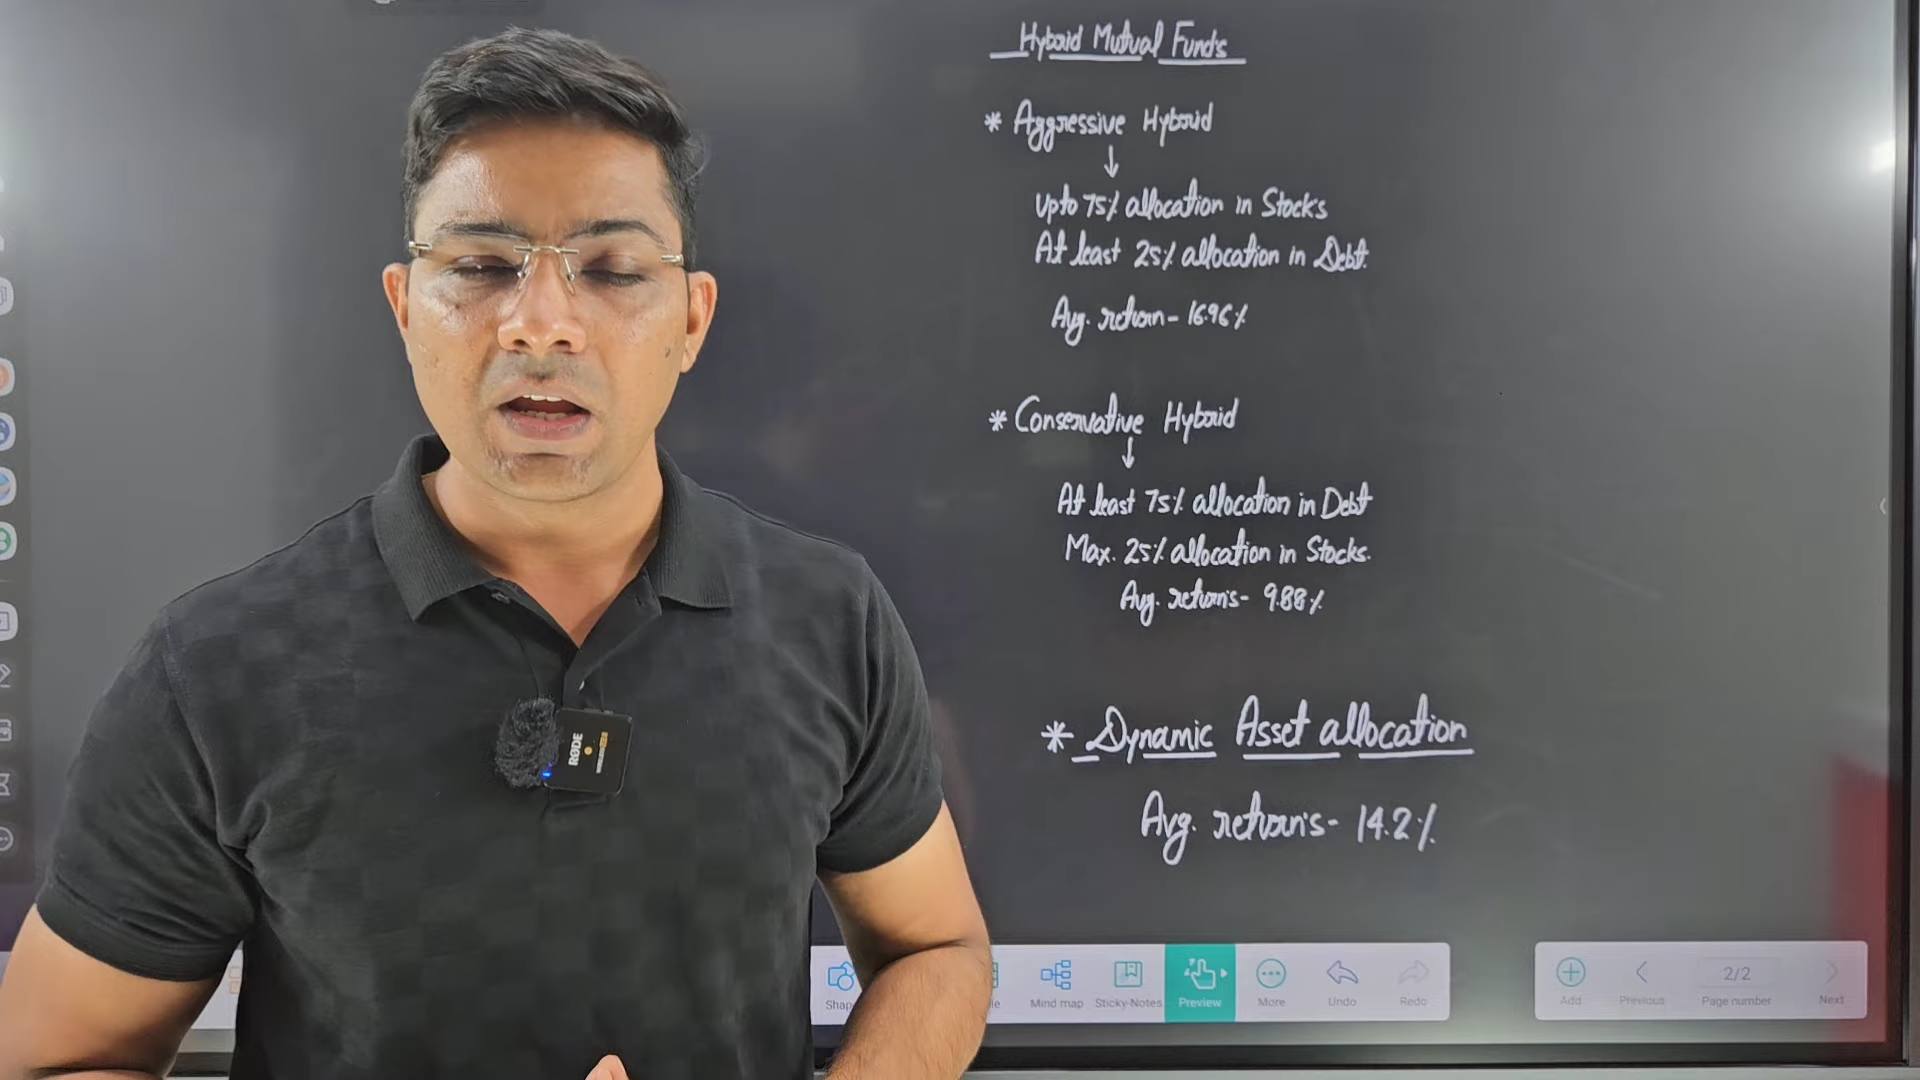 Hybrid Mutual Funds
* Aggressive Hybrid
↓
Upto 75% allocation in Stocks
At least 25% allocation in Debt.
Avg. return - 16.96%
* Conservative Hybrid
↓
At least 75% allocation in Debt
Max. 25% allocation in Stocks.
Avg. returns - 9.88%
* Dynamic Asset allocation
Avg. returns - 14.2%
RØDE
Mind map
Sticky-Notes
Preview
More
Undo
Redo
Add
Previous
2/2
Page number
Next